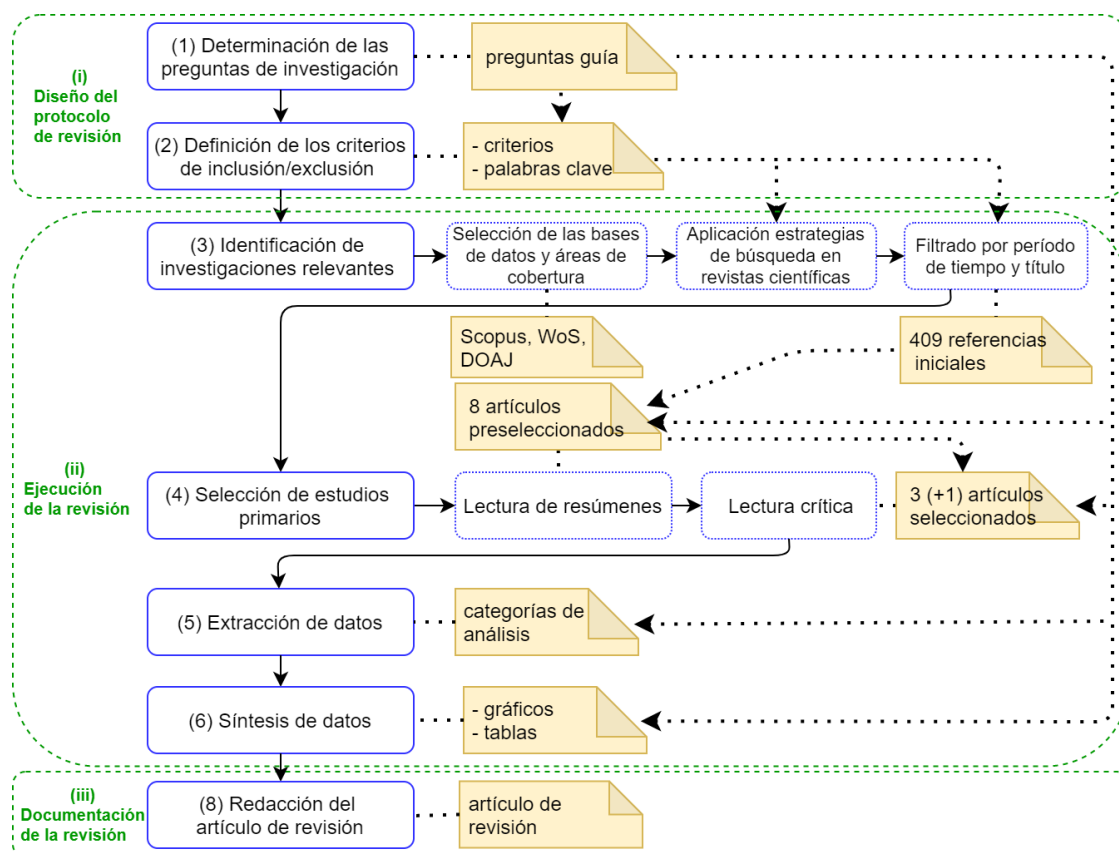 (i)
Diseño del
protocolo
de revisión
(1) Determinación de las
preguntas de investigación
preguntas guía
(2) Definición de los criterios
de inclusión/exclusión
- criterios
- palabras clave
(ii)
Ejecución
de la revisión
(3) Identificación de
investigaciones relevantes
Selección de las bases
de datos y áreas de
cobertura
Aplicación estrategias
de búsqueda en
revistas científicas
Filtrado por período
de tiempo y título
Scopus, WoS,
DOAJ
409 referencias
iniciales
8 artículos
preseleccionados
(4) Selección de estudios
primarios
Lectura de resúmenes
Lectura crítica
3 (+1) artículos
seleccionados
(5) Extracción de datos
categorías de
análisis
(6) Síntesis de datos
- gráficos
- tablas
(iii)
Documentación
de la revisión
(8) Redacción del
artículo de revisión
artículo de
revisión